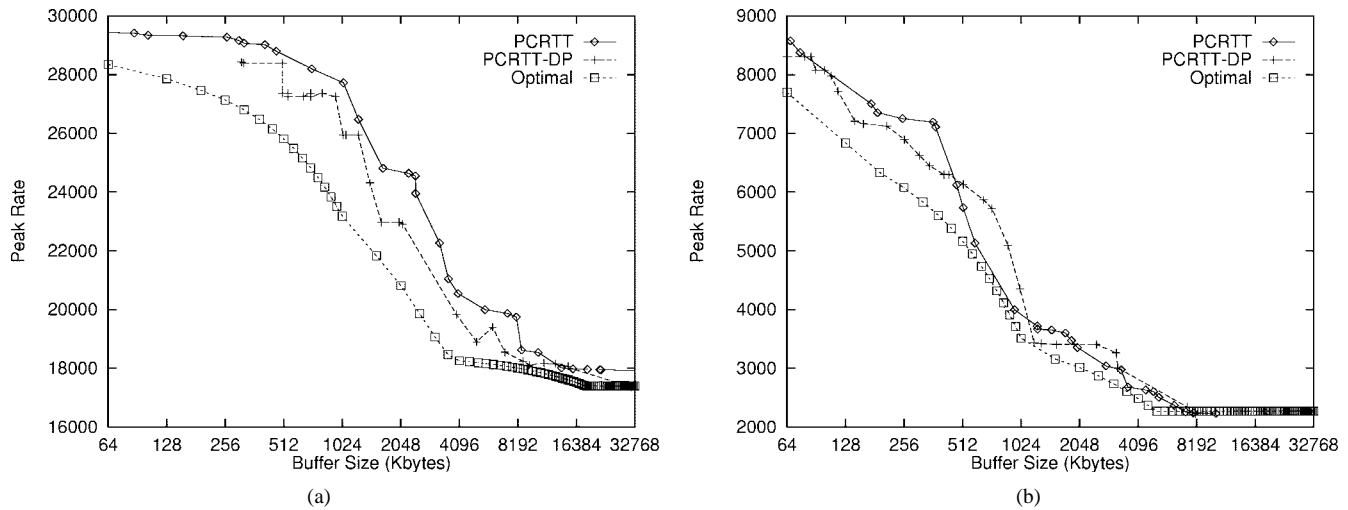 30000
28000
26000
24000
22000
20000
18000
16000
Peak Rate
PCRTT
PCRTT-DP
Optimal
64 128 256 512 1024 2048 4096 8192 16384 32768
Buffer Size (Kbytes)
(a)
9000
8000
7000
6000
5000
4000
3000
2000
Peak Rate
PCRTT
PCRTT-DP
Optimal
64 128 256 512 1024 2048 4096 8192 16384 32768
Buffer Size (Kbytes)
(b)